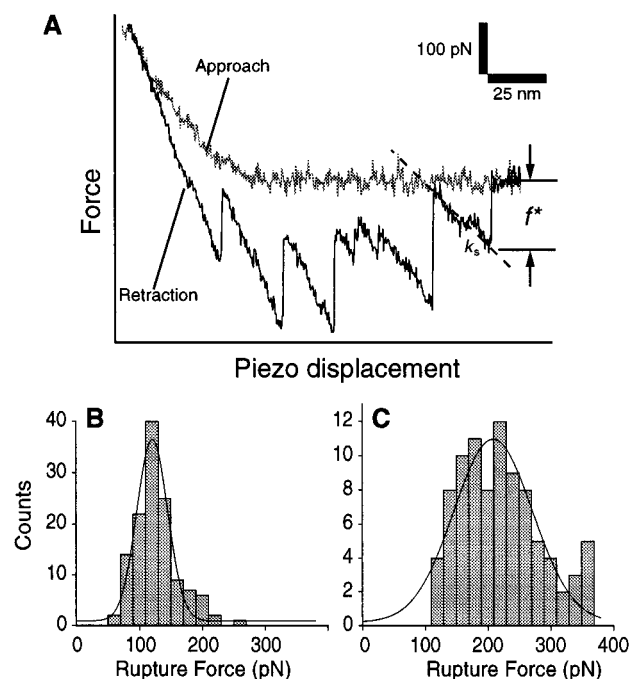 A
Approach
100 pN
25 nm
Force
f*
k_s
Retraction
Piezo displacement
B
C
40
30
20
10
0
Counts
12
10
8
6
4
2
0
0 100 200 300
0 100 200 300 400
Rupture Force (pN)
Rupture Force (pN)